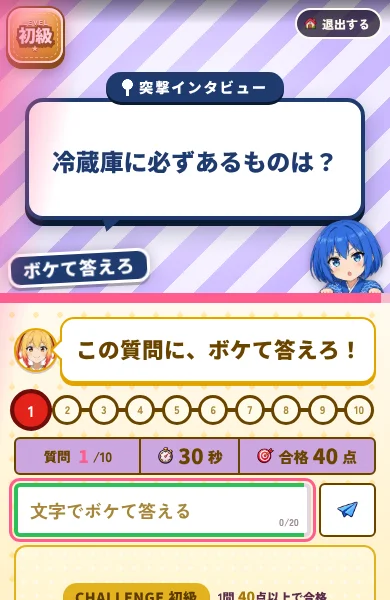 LEVEL
初級
退出する
突撃インタビュー
冷蔵庫に必ずあるものは？
ボケて答えろ
この質問に、ボケて答えろ！
1 2 3 4 5 6 7 8 9 10
質問 1 /10 30 秒 合格 40 点
文字でボケて答える
0/20
CHALLENGE 初級 1問 40点以上で合格